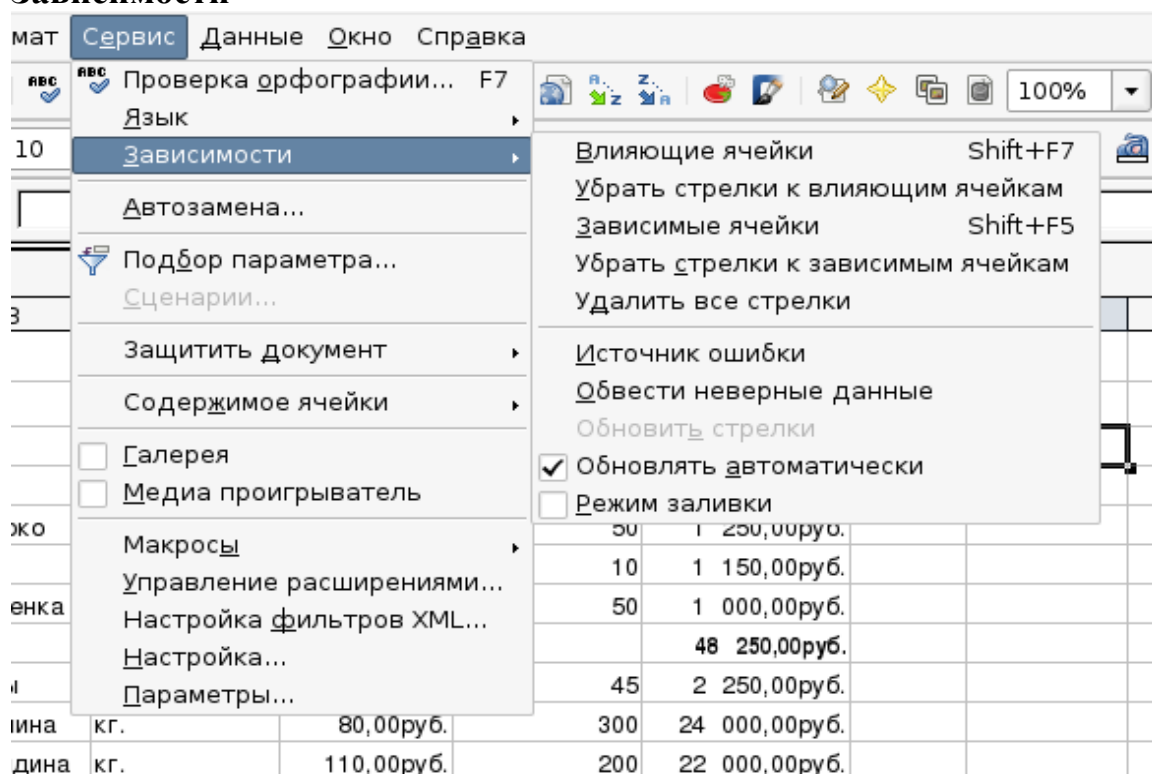 Зависимости
мат Сервис Данные Окно Справка
Проверка орфографии... F7
100%
Язык
10
Зависимости
Влияющие ячейки Shift+F7
Убрать стрелки к влияющим ячейкам
Зависимые ячейки Shift+F5
Убрать стрелки к зависимым ячейкам
Удалить все стрелки
Источник ошибки
Обвести неверные данные
Обновить стрелки
Обновлять автоматически
Режим заливки
Автозамена...
Подбор параметра...
Сценарии...
Защитить документ
Содержимое ячейки
Галерея
Медиа проигрыватель
Макросы
Управление расширениями...
Настройка фильтров XML...
Настройка...
Параметры...
50 1 250,00руб.
10 1 150,00руб.
енка 50 1 000,00руб.
48 250,00руб.
45 2 250,00руб.
кг. 80,00руб. 300 24 000,00руб.
дина кг. 110,00руб. 200 22 000,00руб.